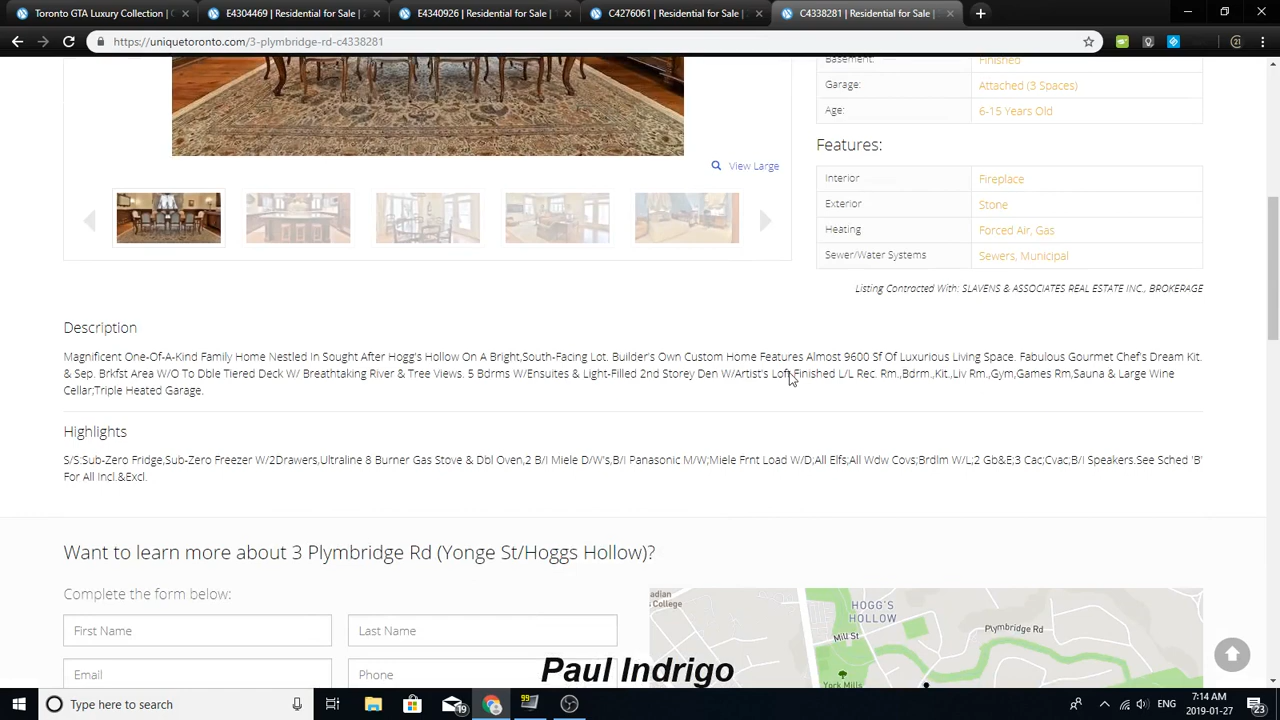 Toronto GTA Luxury Collection |
E4304469 | Residential for Sale |
E4340926 | Residential for Sale |
C4276061 | Residential for Sale |
C4338281 | Residential for Sale |
https://uniquetoronto.com/3-plymbridge-rd-c4338281
Basement: Finished
Garage: Attached (3 Spaces)
Age: 6-15 Years Old
Features:
View Large
Interior Fireplace
Exterior Stone
Heating Forced Air, Gas
Sewer/Water Systems Sewers, Municipal
Listing Contracted With: SLAVENS & ASSOCIATES REAL ESTATE INC., BROKERAGE
Description
Magnificent One-Of-A-Kind Family Home Nestled In Sought After Hogg's Hollow On A Bright,South-Facing Lot. Builder's Own Custom Home Features Almost 9600 Sf Of Luxurious Living Space. Fabulous Gourmet Chef's Dream Kit.
& Sep. Brkfst Area W/O To Dble Tiered Deck W/ Breathtaking River & Tree Views. 5 Bdrms W/Ensuites & Light-Filled 2nd Storey Den W/Artist's Loft.Finished L/L Rec. Rm.,Bdrm.,Kit.,Liv Rm.,Gym,Games Rm,Sauna & Large Wine
Cellar;Triple Heated Garage.
Highlights
S/S:Sub-Zero Fridge,Sub-Zero Freezer W/2Drawers,Ultraline 8 Burner Gas Stove & Dbl Oven,2 B/I Miele D/W's,B/I Panasonic M/W;Miele Frnt Load W/D;All Elfs;All Wdw Covs;Brdlm W/L;2 Gb&E;3 Cac;Cvac;B/I Speakers.See Sched 'B'
For All Incl.&Excl.
Want to learn more about 3 Plymbridge Rd (Yonge St/Hoggs Hollow)?
Complete the form below:
First Name
Last Name
Email
Phone
adian
es College
HOGG'S
HOLLOW
Mill St
Plymbridge Rd
York Mills
Paul Indrigo
Type here to search
19
99+
ENG
7:14 AM
2019-01-27
23